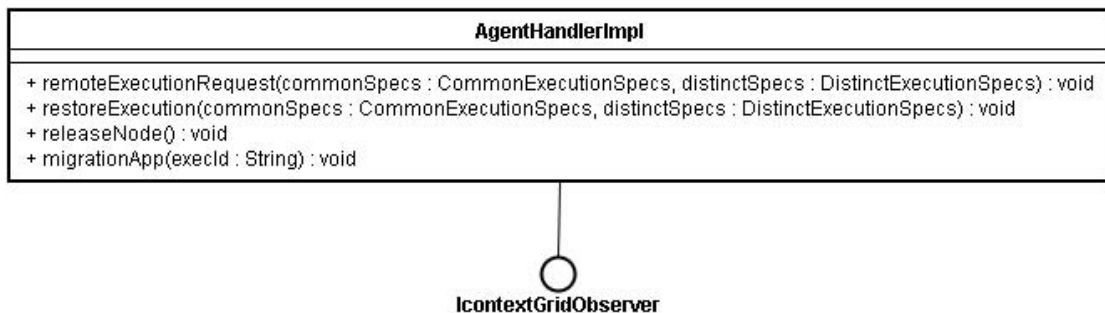 AgentHandlerImpl
+ remoteExecutionRequest(commonSpecs : CommonExecutionSpecs, distinctSpecs : DistinctExecutionSpecs) : void
+ restoreExecution(commonSpecs : CommonExecutionSpecs, distinctSpecs : DistinctExecutionSpecs) : void
+ releaseNode() : void
+ migrationApp(execId : String) : void
IcontextGridObserver